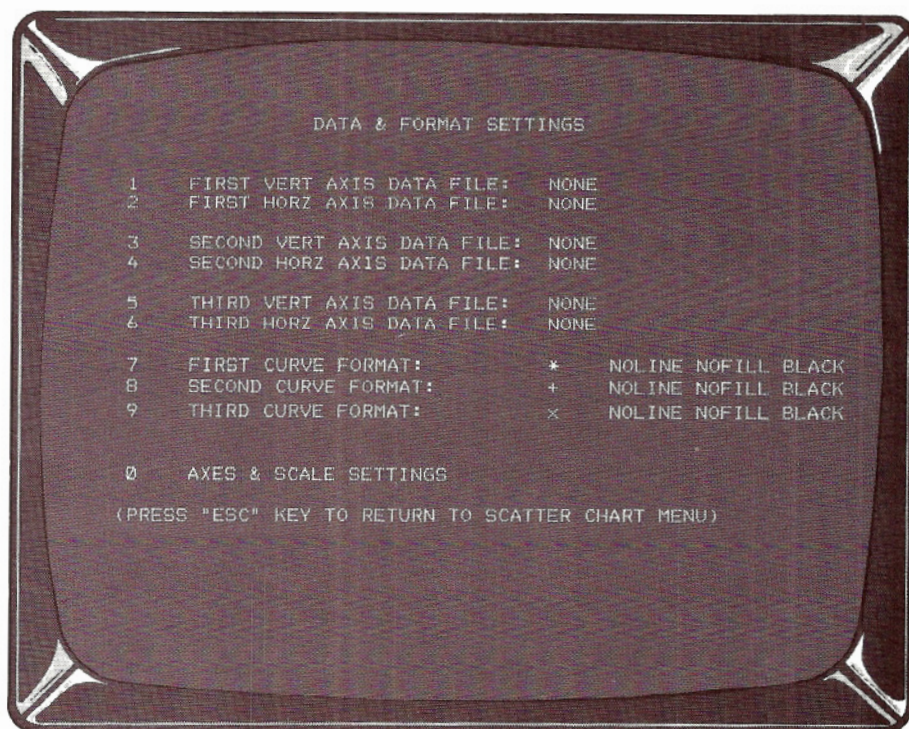 DATA & FORMAT SETTINGS
1 FIRST VERT AXIS DATA FILE: NONE
2 FIRST HORZ AXIS DATA FILE: NONE
3 SECOND VERT AXIS DATA FILE: NONE
4 SECOND HORZ AXIS DATA FILE: NONE
5 THIRD VERT AXIS DATA FILE: NONE
6 THIRD HORZ AXIS DATA FILE: NONE
7 FIRST CURVE FORMAT: * NOLINE NOFILL BLACK
8 SECOND CURVE FORMAT: + NOLINE NOFILL BLACK
9 THIRD CURVE FORMAT: x NOLINE NOFILL BLACK
0 AXES & SCALE SETTINGS
(PRESS "ESC" KEY TO RETURN TO SCATTER CHART MENU)